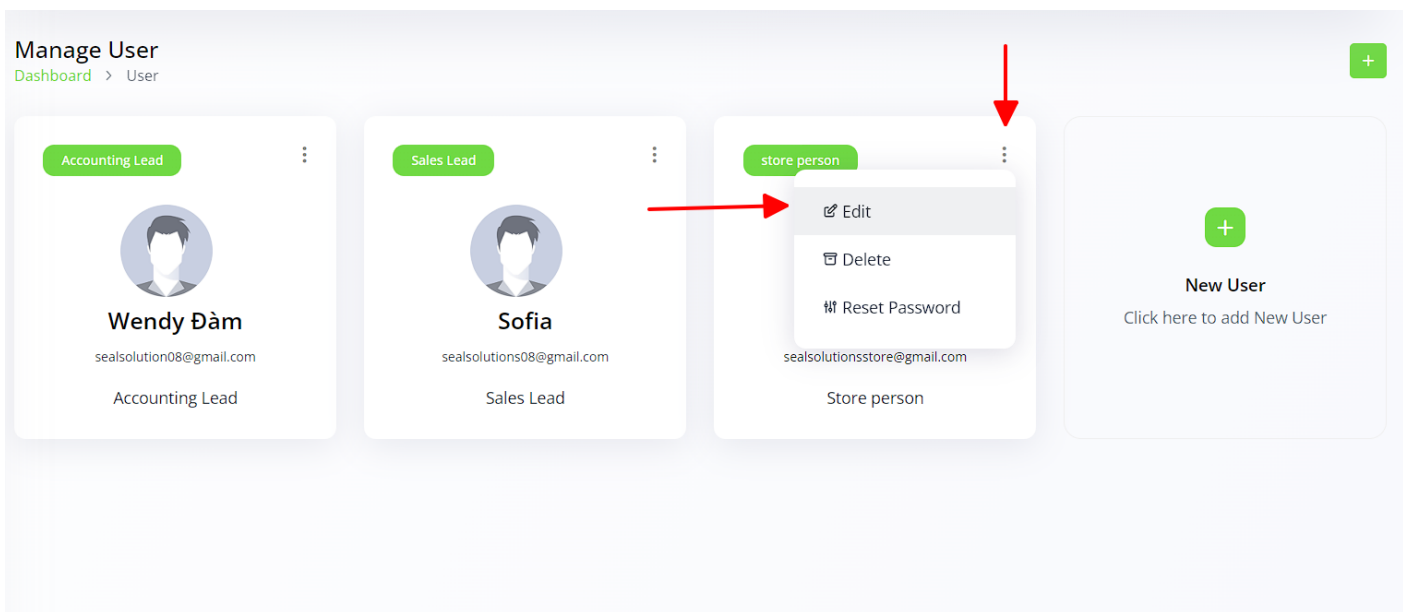 Manage User
Dashboard > User
+
Accounting Lead
Wendy Đàm
sealsolution08@gmail.com
Accounting Lead
Sales Lead
Sofia
sealsolutions08@gmail.com
Sales Lead
store person
Edit
Delete
Reset Password
sealsolutionsstore@gmail.com
Store person
+
New User
Click here to add New User